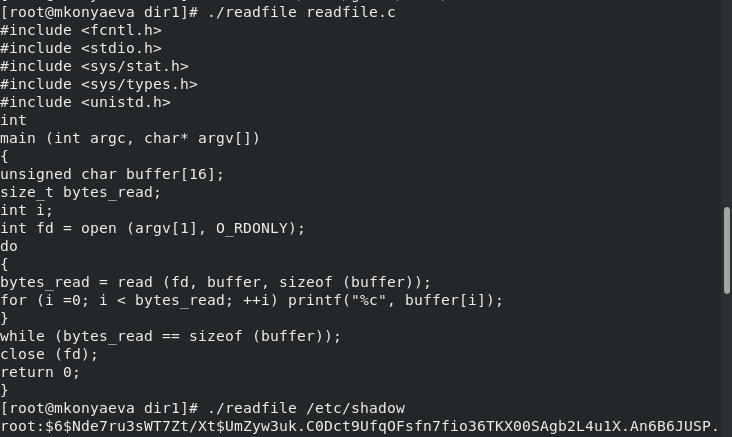 [root@mkonyaeva dir1]# ./readfile readfile.c
#include <fcntl.h>
#include <stdio.h>
#include <sys/stat.h>
#include <sys/types.h>
#include <unistd.h>
int
main (int argc, char* argv[])
{
unsigned char buffer[16];
size_t bytes_read;
int i;
int fd = open (argv[1], O_RDONLY);
do
{
bytes_read = read (fd, buffer, sizeof (buffer));
for (i =0; i < bytes_read; ++i) printf("%c", buffer[i]);
}
while (bytes_read == sizeof (buffer));
close (fd);
return 0;
}
[root@mkonyaeva dir1]# ./readfile /etc/shadow
root:$6$Nde7ru3sWT7Zt/Xt$UmZyw3uk.C0Dct9UfqOFsfn7fio36TKX00SAgb2L4u1X.An6B6JUSP.